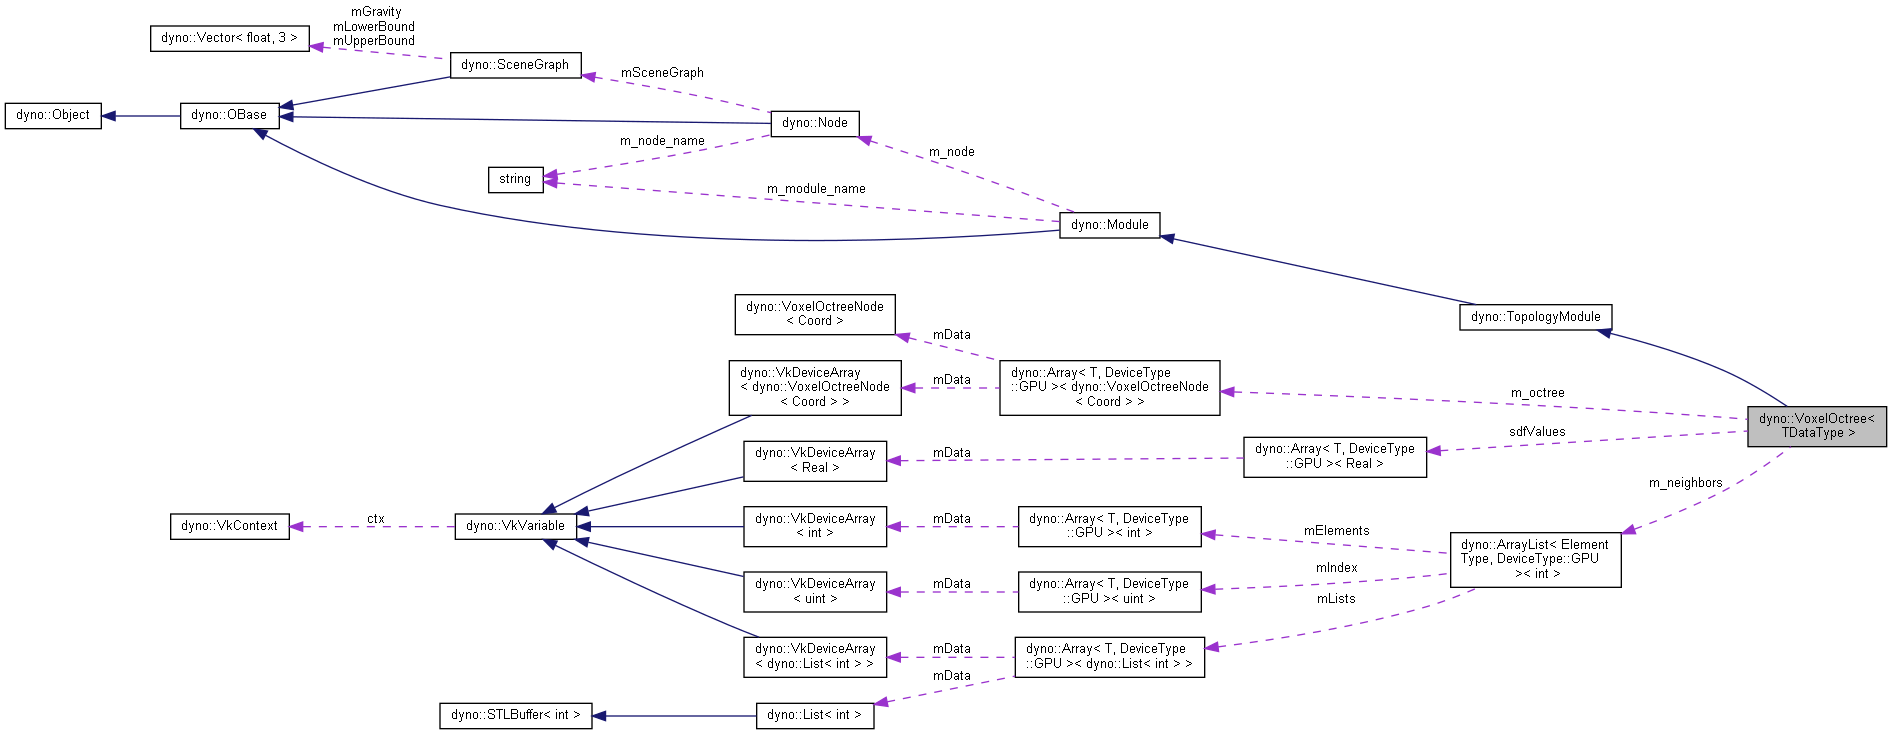 mGravity
mLowerBound
mUpperBound
dyno::Vector< float, 3 >
dyno::SceneGraph
mSceneGraph
dyno::Object
dyno::OBase
dyno::Node
m_node_name
m_node
string
m_module_name
dyno::Module
dyno::VoxelOctreeNode
< Coord >
mData
dyno::TopologyModule
dyno::VkDeviceArray
< dyno::VoxelOctreeNode
< Coord > >
mData
dyno::Array< T, DeviceType
::GPU >< dyno::VoxelOctreeNode
< Coord > >
m_octree
dyno::VoxelOctree<
TDataType >
sdfValues
dyno::VkDeviceArray
< Real >
mData
dyno::Array< T, DeviceType
::GPU >< Real >
m_neighbors
dyno::VkContext
ctx
dyno::VkVariable
dyno::VkDeviceArray
< int >
mData
dyno::Array< T, DeviceType
::GPU >< int >
mElements
dyno::ArrayList< Element
Type, DeviceType::GPU
>< int >
mIndex
dyno::VkDeviceArray
< uint >
mData
dyno::Array< T, DeviceType
::GPU >< uint >
mLists
dyno::VkDeviceArray
< dyno::List< int > >
mData
dyno::Array< T, DeviceType
::GPU >< dyno::List< int > >
mData
dyno::STLBuffer< int >
dyno::List< int >